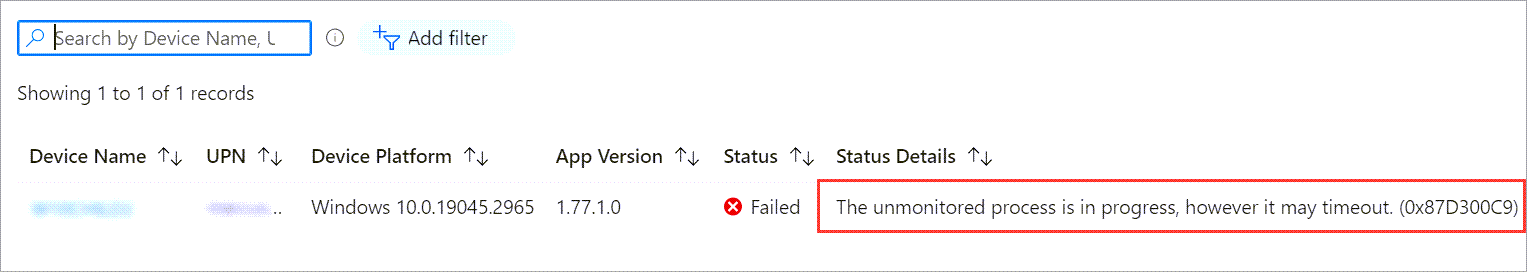 Search by Device Name, U
Add filter
Showing 1 to 1 of 1 records
Device Name UPN Device Platform App Version Status Status Details
.. Windows 10.0.19045.2965 1.77.1.0 Failed The unmonitored process is in progress, however it may timeout. (0x87D300C9)